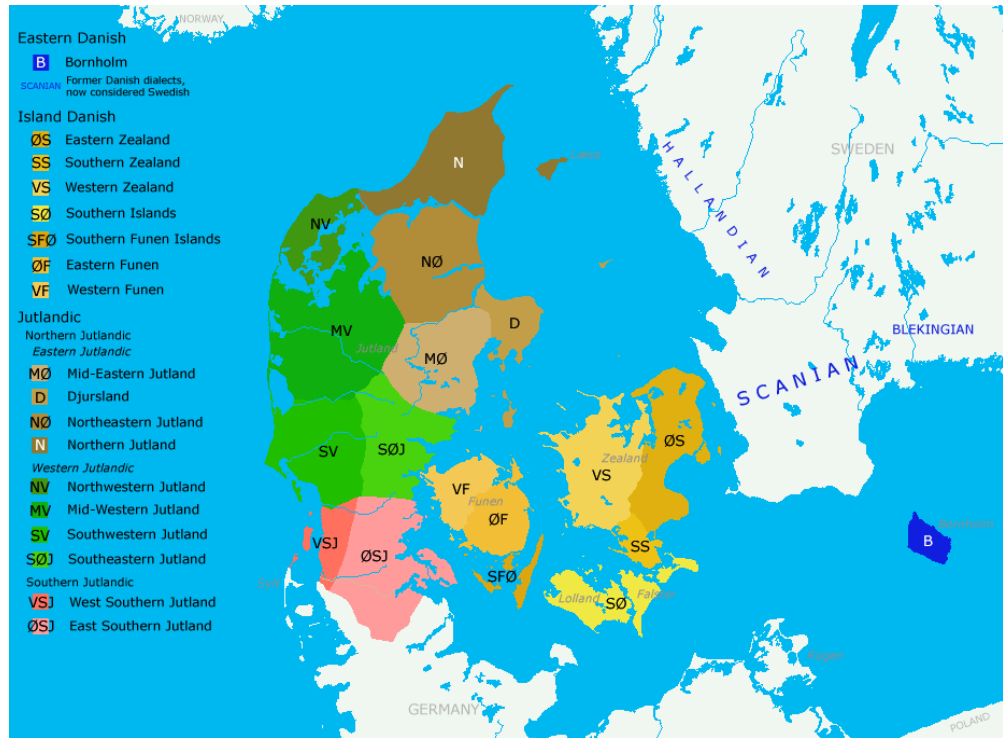 NORWAY
Eastern Danish
B Bornholm
SCANIAN Former Danish dialects,
now considered Swedish
Island Danish
ØS Eastern Zealand
SS Southern Zealand
VS Western Zealand
SØ Southern Islands
SFØ Southern Funen Islands
ØF Eastern Funen
VF Western Funen
Jutlandic
Northern Jutlandic
Eastern Jutlandic
MØ Mid-Eastern Jutland
D Djursland
NØ Northeastern Jutland
N Northern Jutland
Western Jutlandic
NV Northwestern Jutland
MV Mid-Western Jutland
SV Southwestern Jutland
SØJ Southeastern Jutland
Southern Jutlandic
VSJ West Southern Jutland
ØSJ East Southern Jutland
N
Læsø
HALLANDIAN
SWEDEN
NV
NØ
D
MV
Jutland
MØ
BLEKINGIAN
SCANIAN
SV
SØJ
ØS
Zealand
VS
VF
Funen
ØF
VSJ
ØSJ
SS
Bornholm
B
Sylt
SFØ
Lolland
SØ
Falster
Rügen
GERMANY
POLAND